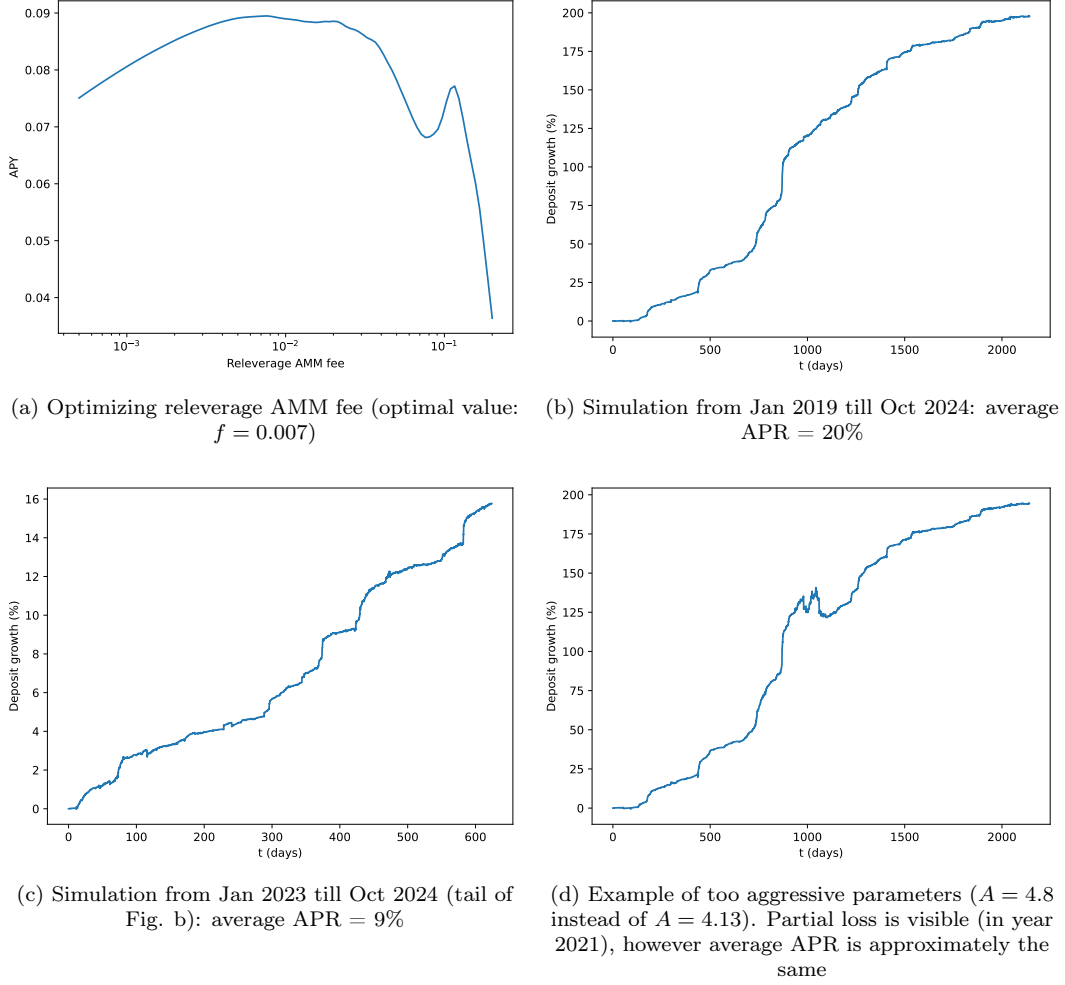 0.09
0.08
0.07
0.06
0.05
0.04
APY
10⁻³
10⁻²
10⁻¹
Releverage AMM fee
(a) Optimizing releverage AMM fee (optimal value:
f = 0.007)
200
175
150
125
100
75
50
25
0
Deposit growth (%)
0
500
1000
1500
2000
t (days)
(b) Simulation from Jan 2019 till Oct 2024: average
APR = 20%
16
14
12
10
8
6
4
2
0
Deposit growth (%)
0
100
200
300
400
500
600
t (days)
(c) Simulation from Jan 2023 till Oct 2024 (tail of
Fig. b): average APR = 9%
200
175
150
125
100
75
50
25
0
Deposit growth (%)
0
500
1000
1500
2000
t (days)
(d) Example of too aggressive parameters (A = 4.8
instead of A = 4.13). Partial loss is visible (in year
2021), however average APR is approximately the
same